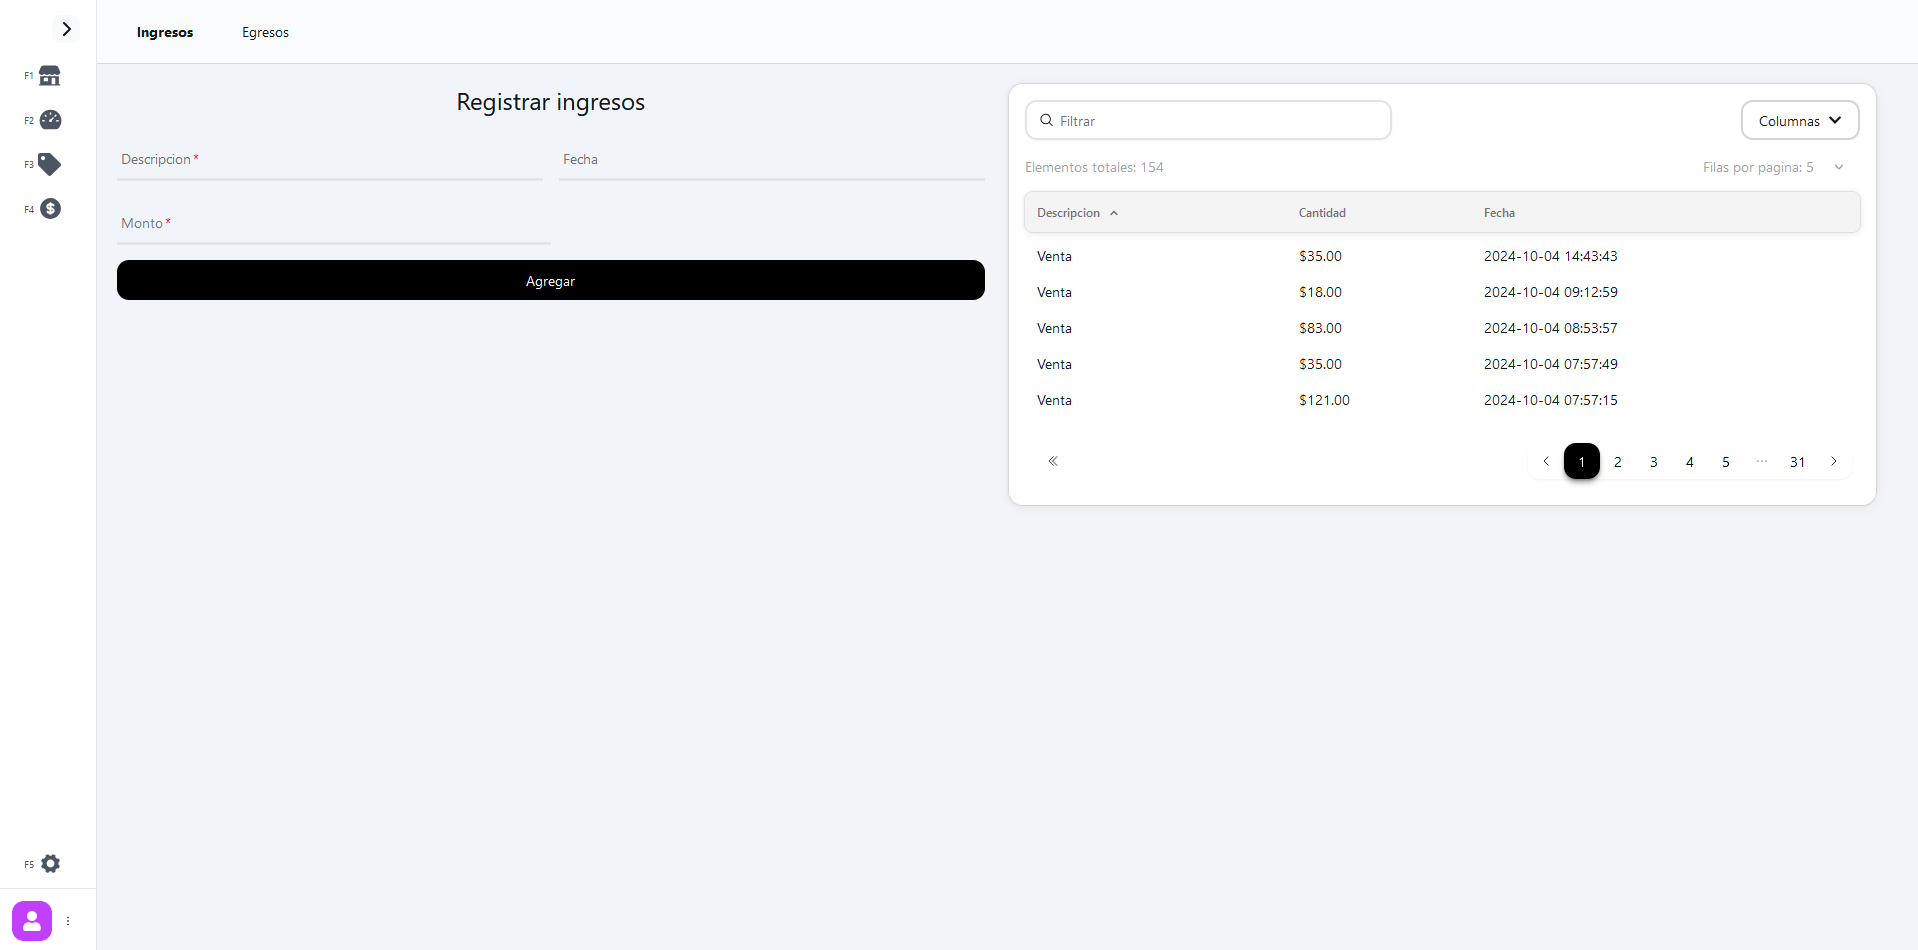 Ingresos Egresos
F1
F2
F3
F4
F5
Registrar ingresos
Descripcion* Fecha
Monto*
Agregar
Filtrar Columnas
Elementos totales: 154 Filas por pagina: 5
Descripcion Cantidad Fecha
Venta $35.00 2024-10-04 14:43:43
Venta $18.00 2024-10-04 09:12:59
Venta $83.00 2024-10-04 08:53:57
Venta $35.00 2024-10-04 07:57:49
Venta $121.00 2024-10-04 07:57:15
1 2 3 4 5 ... 31